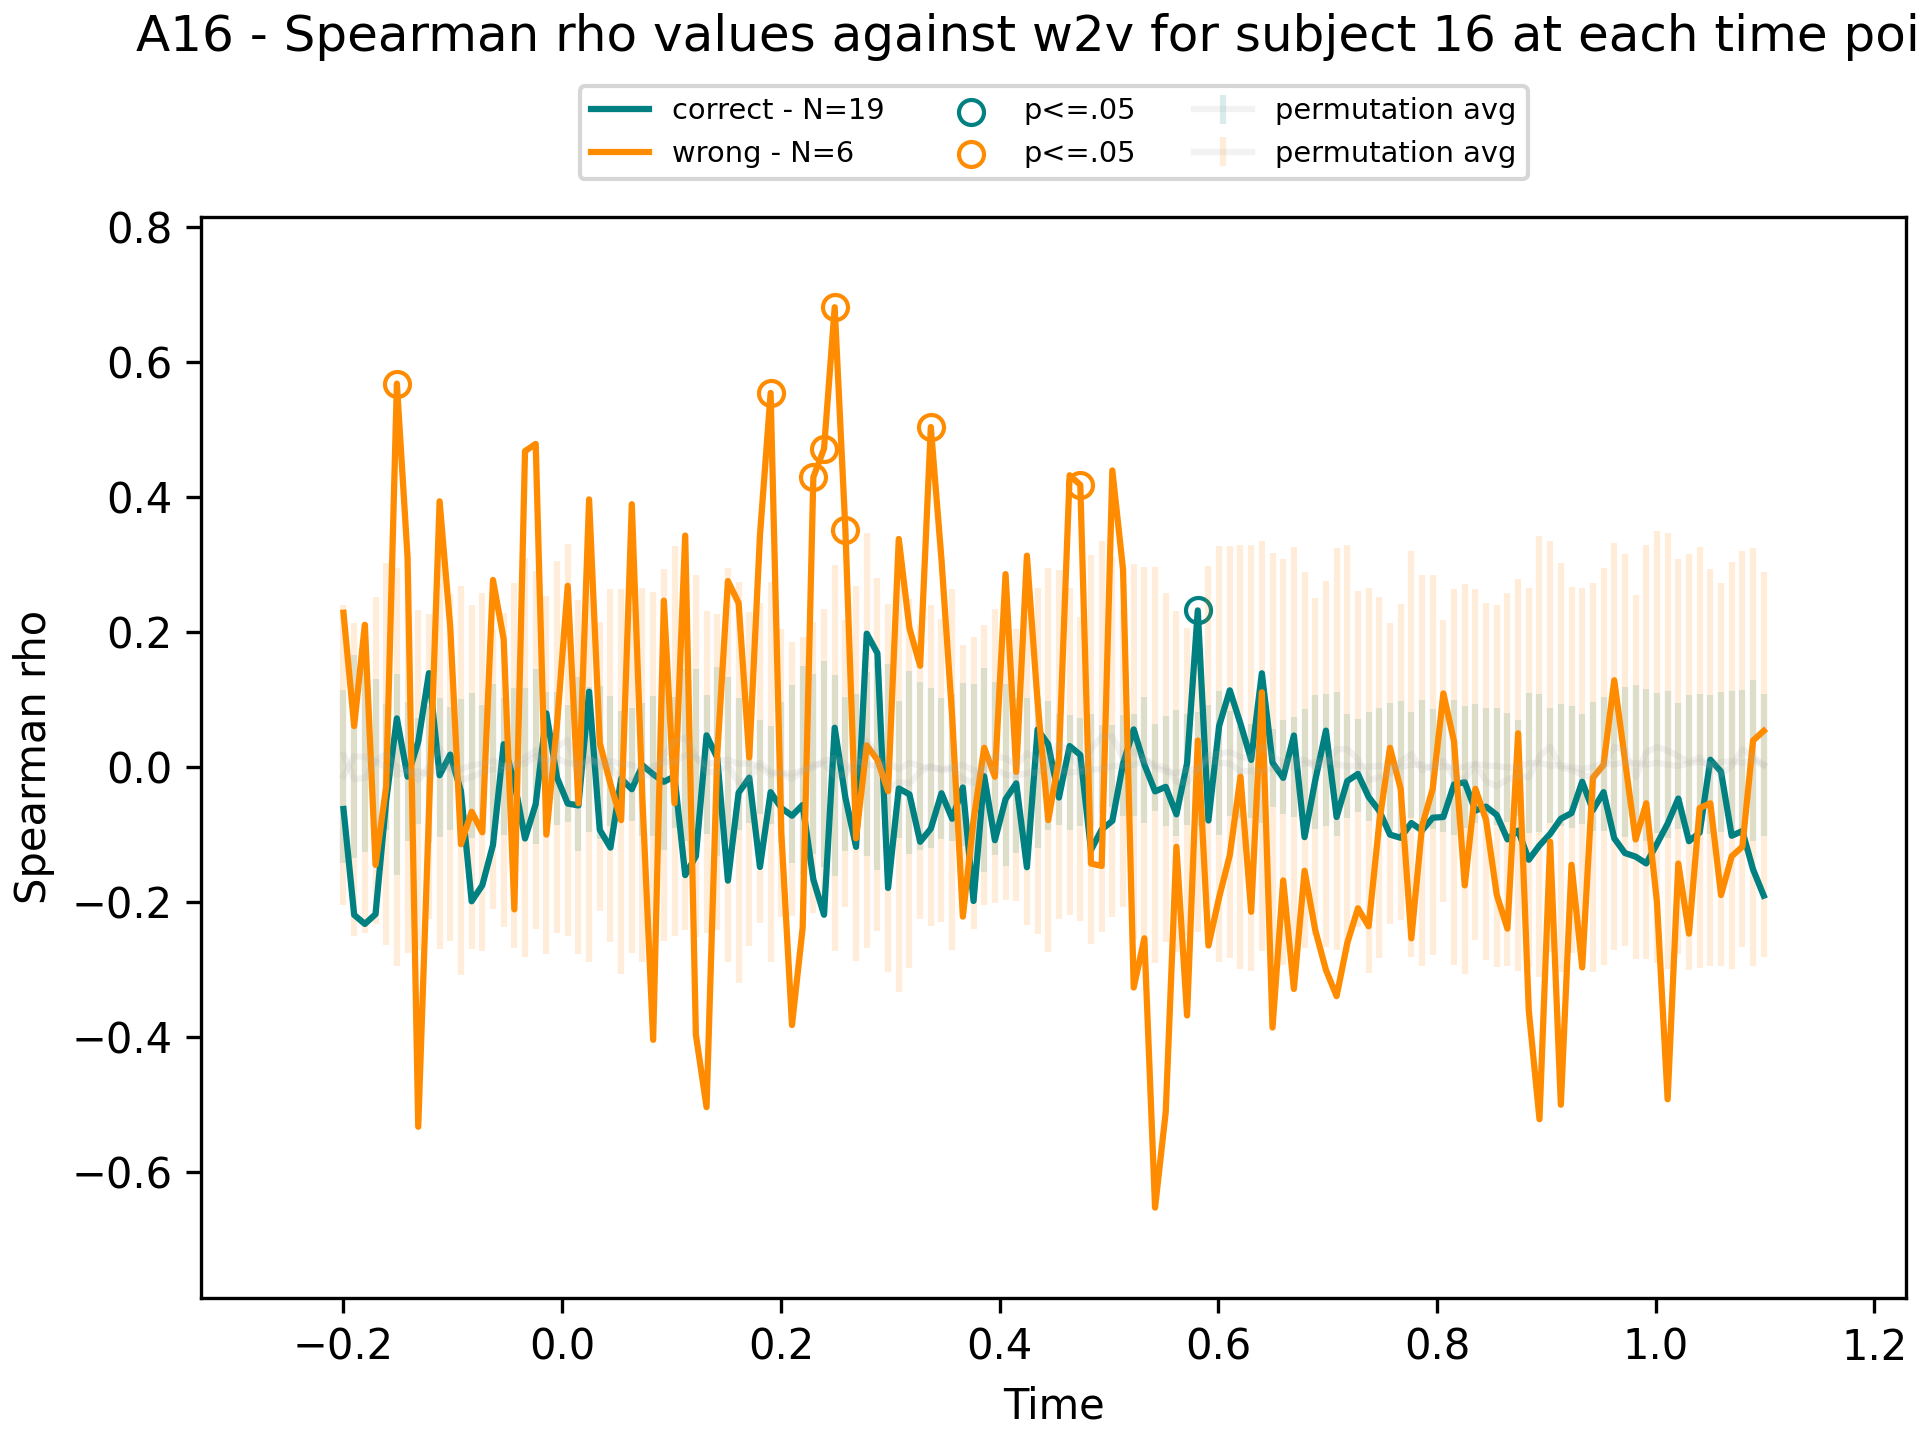 A16 - Spearman rho values against w2v for subject 16 at each time poi
correct - N=19 p<=.05 permutation avg
wrong - N=6 p<=.05 permutation avg
0.8
0.6
0.4
0.2
0.0
−0.2
−0.4
−0.6
Spearman rho
−0.2 0.0 0.2 0.4 0.6 0.8 1.0 1.2
Time